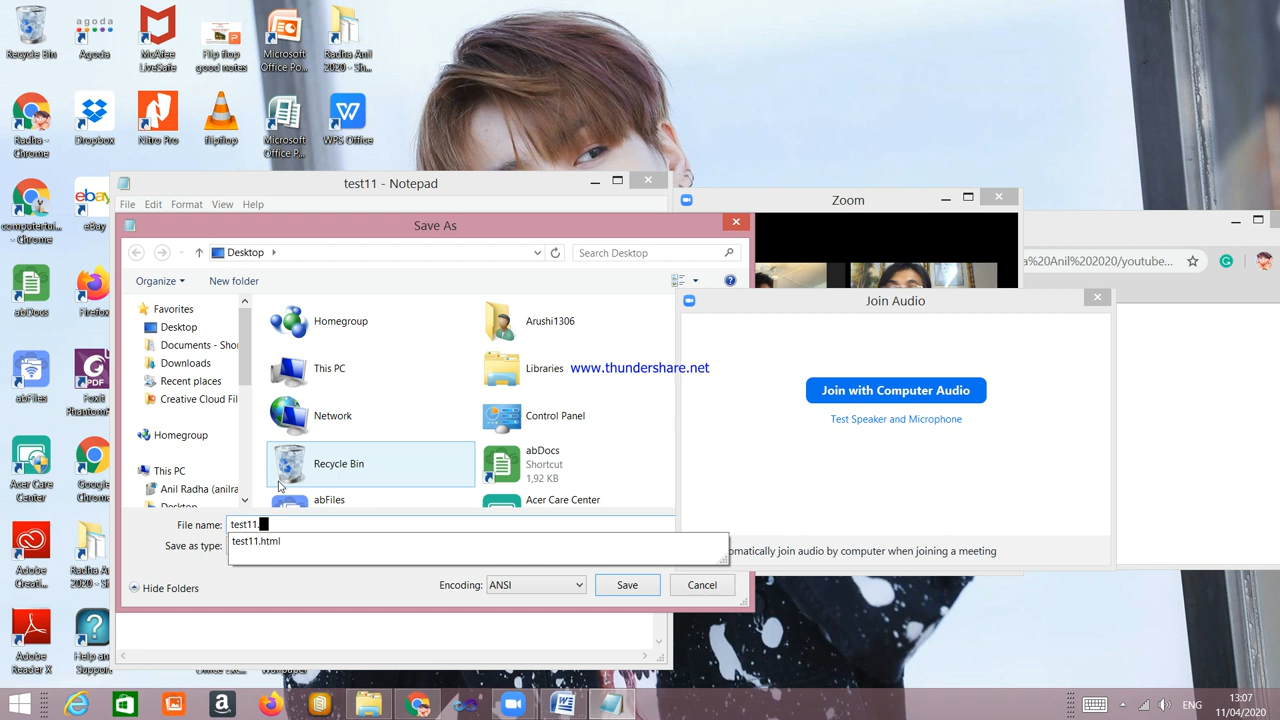 Recycle Bin
Agoda
McAfee
LiveSafe
Flip flop
good notes
Microsoft
Office Po...
Radha Anil
2020 - Sh...
agoda
Radha -
Chrome
Dropbox
Nitro Pro
flipflop
Microsoft
Office P...
WPS Office
computertui...
- Chrome
ebay
eBay
abDocs
Firefox
abFiles
PDF
Foxit
PhantomP
Acer Care
Center
Google
Chrome
Adobe
Creati...
Radha A
2020 - S
Adobe
Reader X
Help an
Suppor
test11 - Notepad
File Edit Format View Help
Save As
Desktop
Search Desktop
Organize
New folder
Favorites
Desktop
Documents - Sho
Downloads
Recent places
Creative Cloud Fil
Homegroup
This PC
Anil Radha (anilra
Desktop
Homegroup
Arushi1306
This PC
Libraries
www.thundershare.net
Network
Control Panel
Recycle Bin
abDocs
Shortcut
1,92 KB
abFiles
Acer Care Center
File name: test11.
Save as type:
test11.html
Hide Folders
Encoding: ANSI
Save
Cancel
Zoom
a%20Anil%202020/youtube...
Join Audio
Join with Computer Audio
Test Speaker and Microphone
omatically join audio by computer when joining a meeting
ENG
13:07
11/04/2020